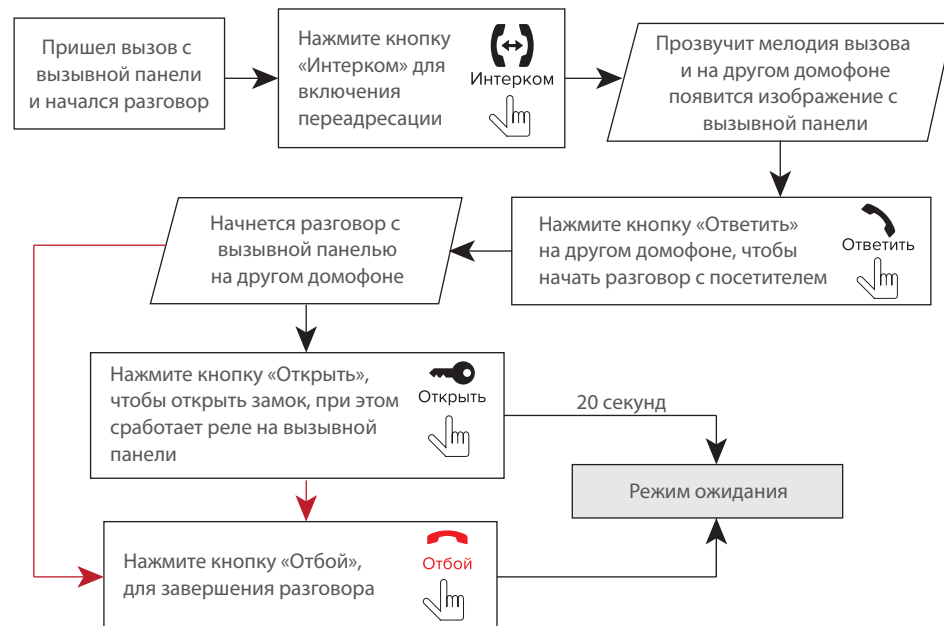 Пришел вызов с
вызывной панели
и начался разговор
Нажмите кнопку
«Интерком» для
включения
переадресации
Интерком
Прозвучит мелодия вызова
и на другом домофоне
появится изображение с
вызывной панели
Нажмите кнопку «Ответить»
на другом домофоне, чтобы
начать разговор с посетителем
Ответить
Начнется разговор с
вызывной панелью
на другом домофоне
Нажмите кнопку «Открыть»,
чтобы открыть замок, при этом
сработает реле на вызывной
панели
Открыть
20 секунд
Режим ожидания
Нажмите кнопку «Отбой»,
для завершения разговора
Отбой